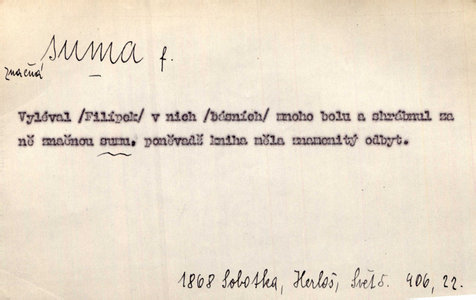 suma f.
značná
Vyléval /Filípek/ v nich /básních/ mnoho bolu a shrábnul za
ně značnou sumu, poněvadž kniha měla znamenitý odbyt.
1868 Sobotka, Herloš, Svět 406, 22.